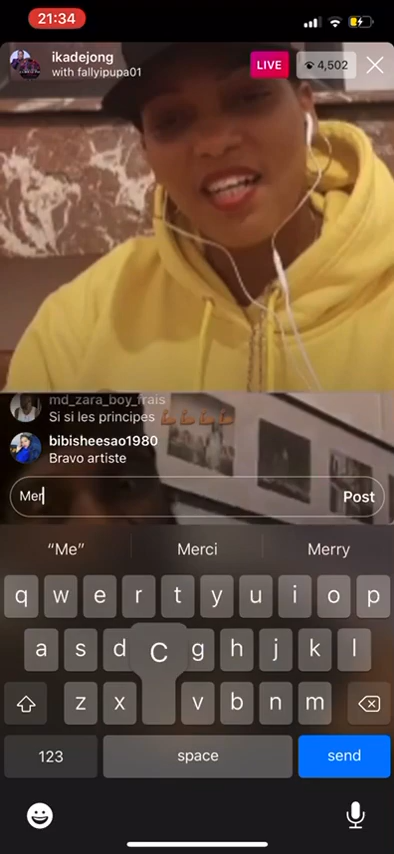 21:34
ikadejong
with fallyipupa01
LIVE
4,502
md_zara_boy_frais
Si si les principes 💪🏾💪🏾💪🏾💪🏾
bibisheesao1980
Bravo artiste
Mer
Post
“Me”
Merci
Merry
q w e r t y u i o p
a s d g h j k l
C
z x v b n m
123
space
send